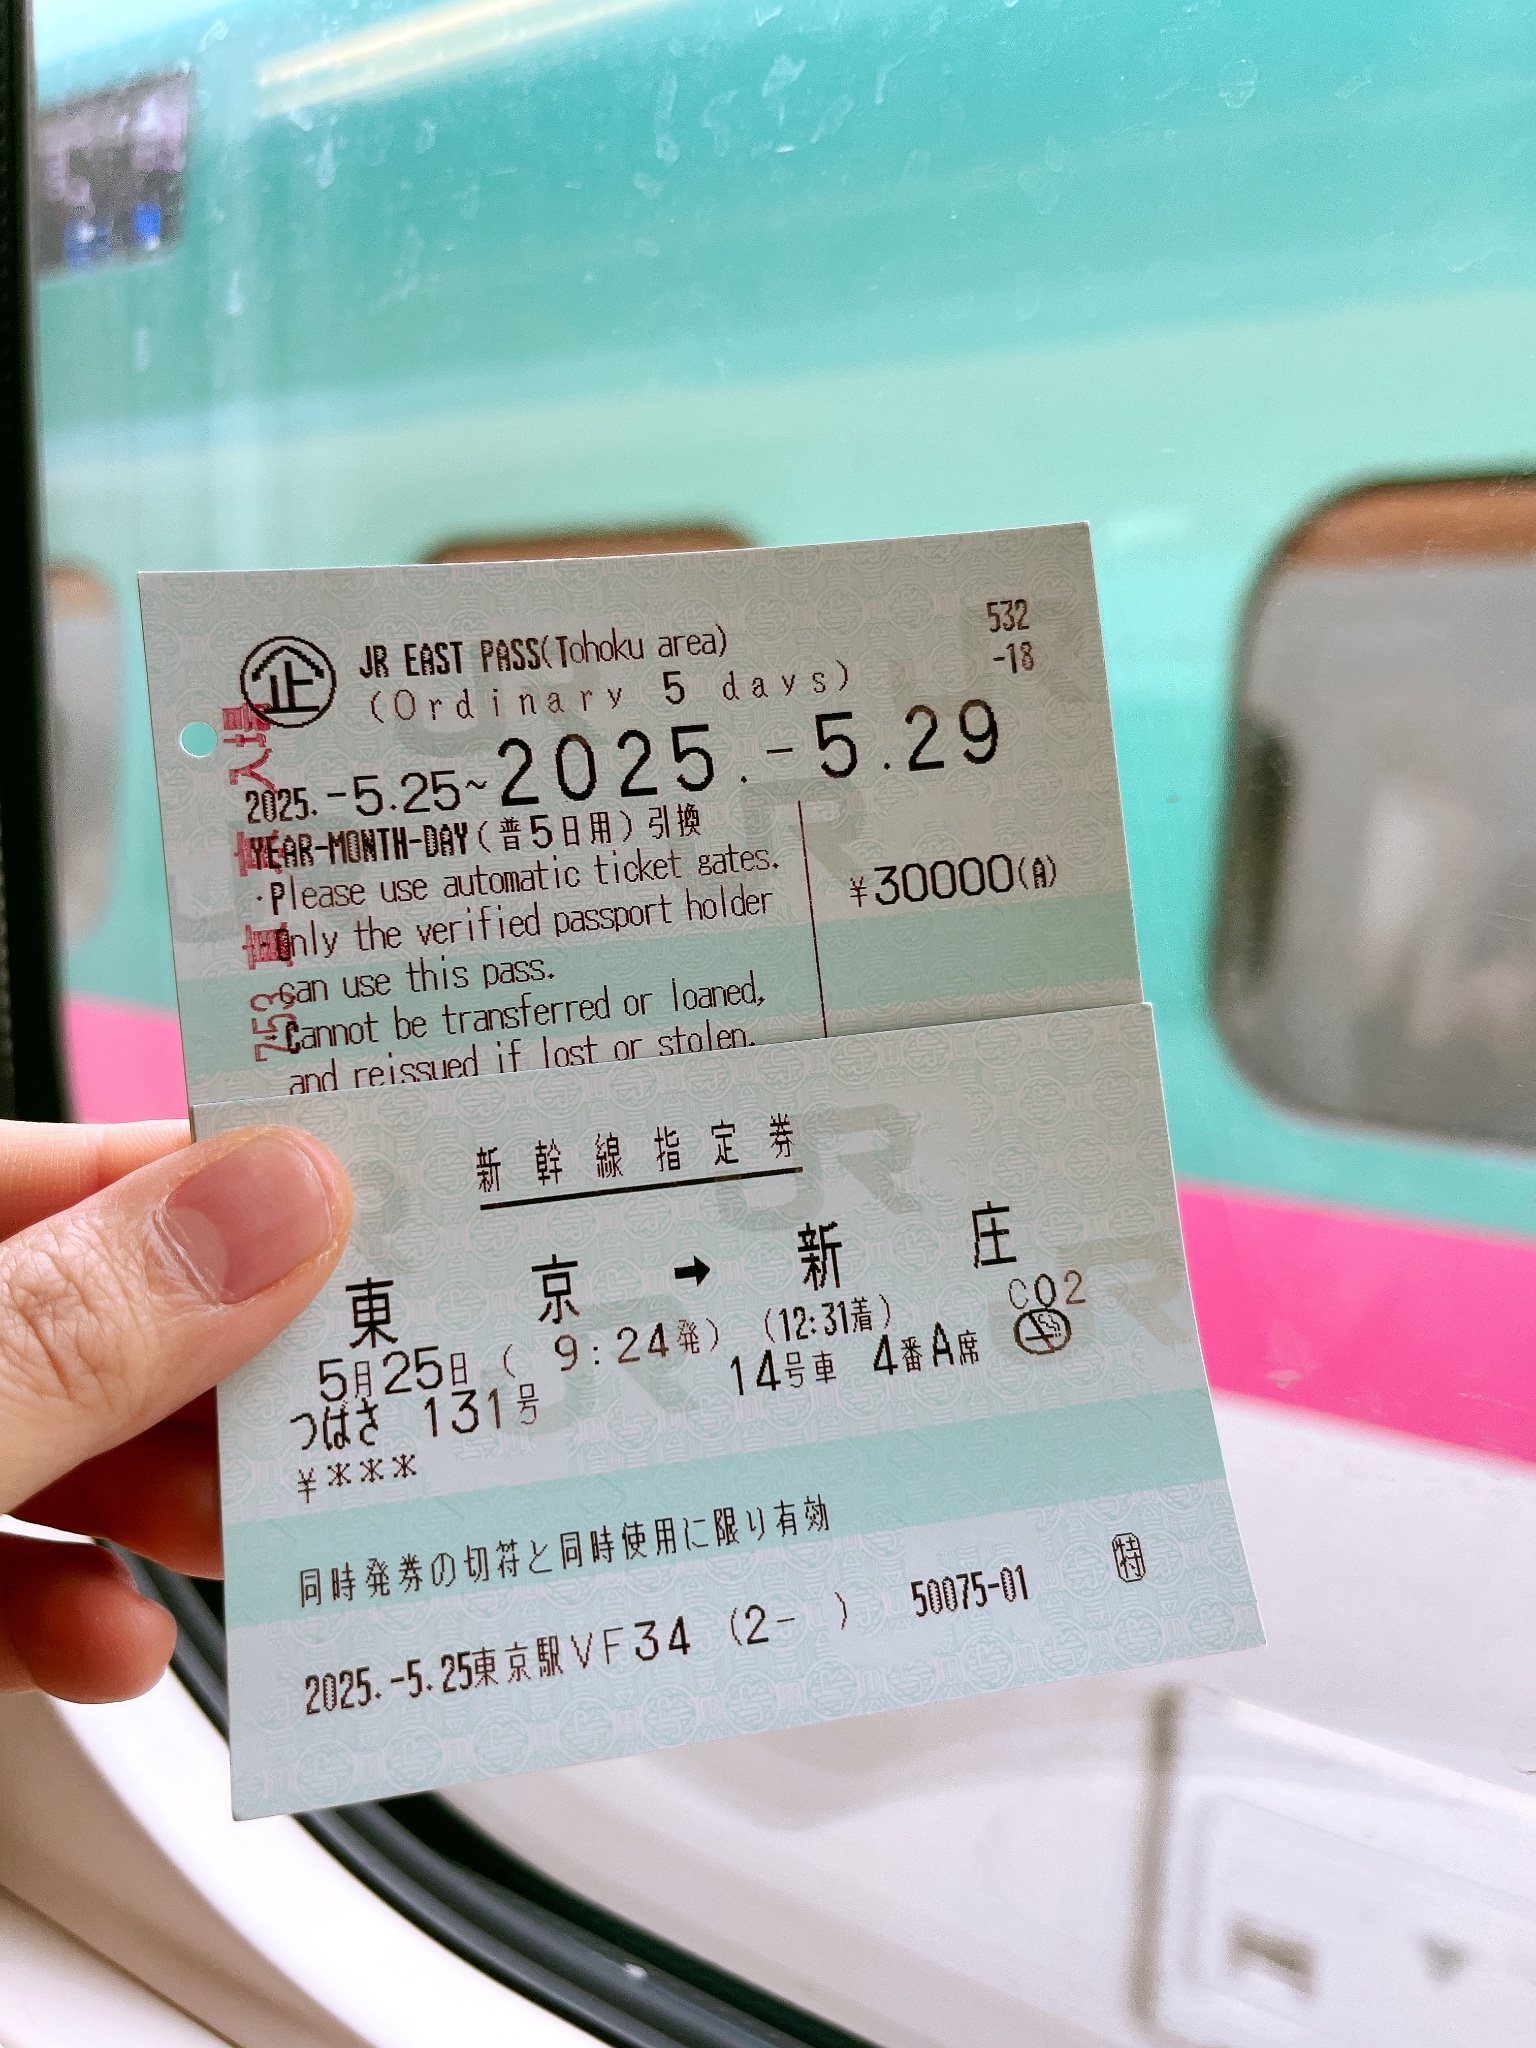 企
JR EAST PASS(Tohoku area)
532
(Ordinary 5 days)
-18
2025.-5.25~2025.-5.29
YEAR-MONTH-DAY(普5日用)引換
・Please use automatic ticket gates.
¥30000(A)
・Only the verified passport holder
can use this pass.
・Cannot be transferred or loaned,
and reissued if lost or stolen.
新幹線指定券
東京→新庄
5月25日(9:24発)(12:31着)C02
つばさ131号 14号車 4番A席
¥***
同時発券の切符と同時使用に限り有効
2025.-5.25東京駅VF34(2- )50075-01 特
入場
753